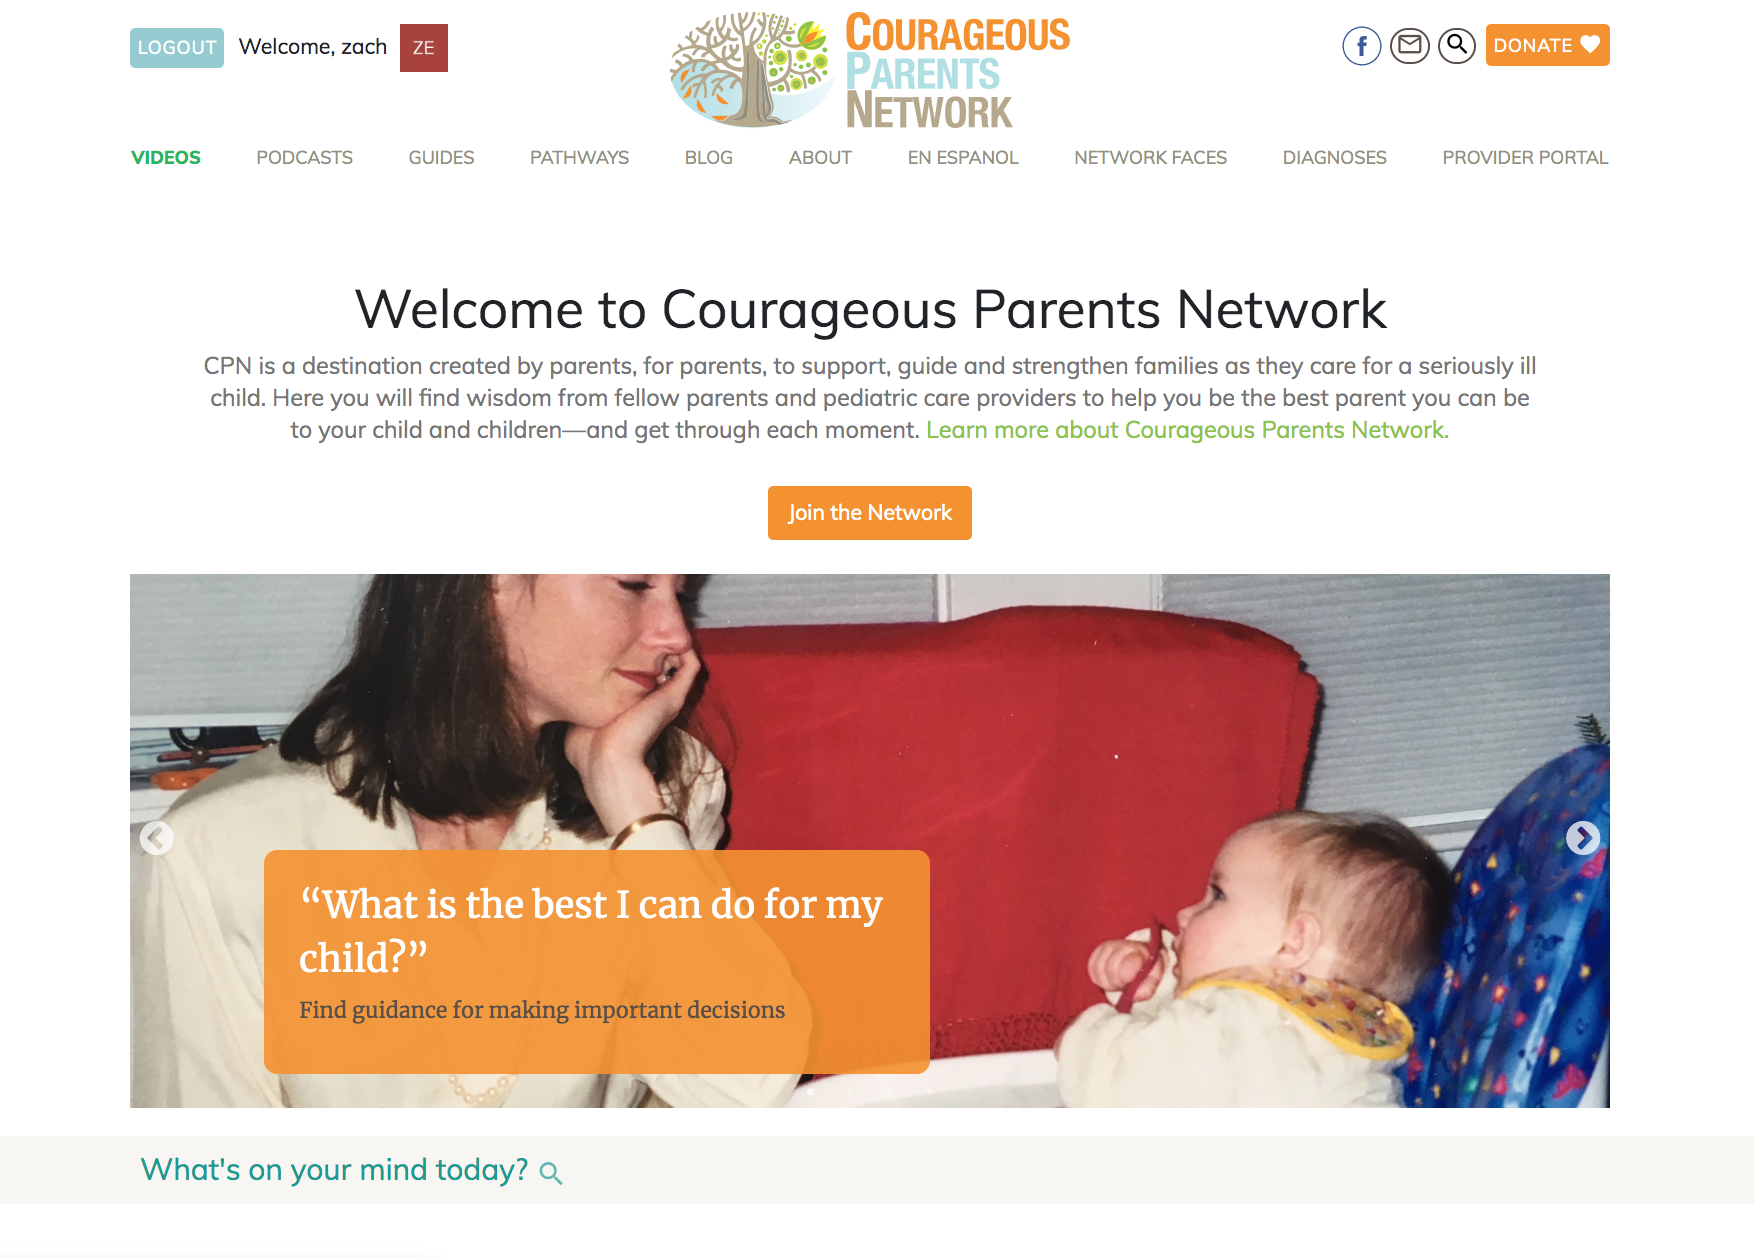 LOGOUT Welcome, zach ZE
COURAGEOUS
PARENTS
NETWORK
f
DONATE
VIDEOS PODCASTS GUIDES PATHWAYS BLOG ABOUT EN ESPANOL NETWORK FACES DIAGNOSES PROVIDER PORTAL
Welcome to Courageous Parents Network
CPN is a destination created by parents, for parents, to support, guide and strengthen families as they care for a seriously ill
child. Here you will find wisdom from fellow parents and pediatric care providers to help you be the best parent you can be
to your child and children—and get through each moment. Learn more about Courageous Parents Network.
Join the Network
“What is the best I can do for my
child?”
Find guidance for making important decisions
What's on your mind today?